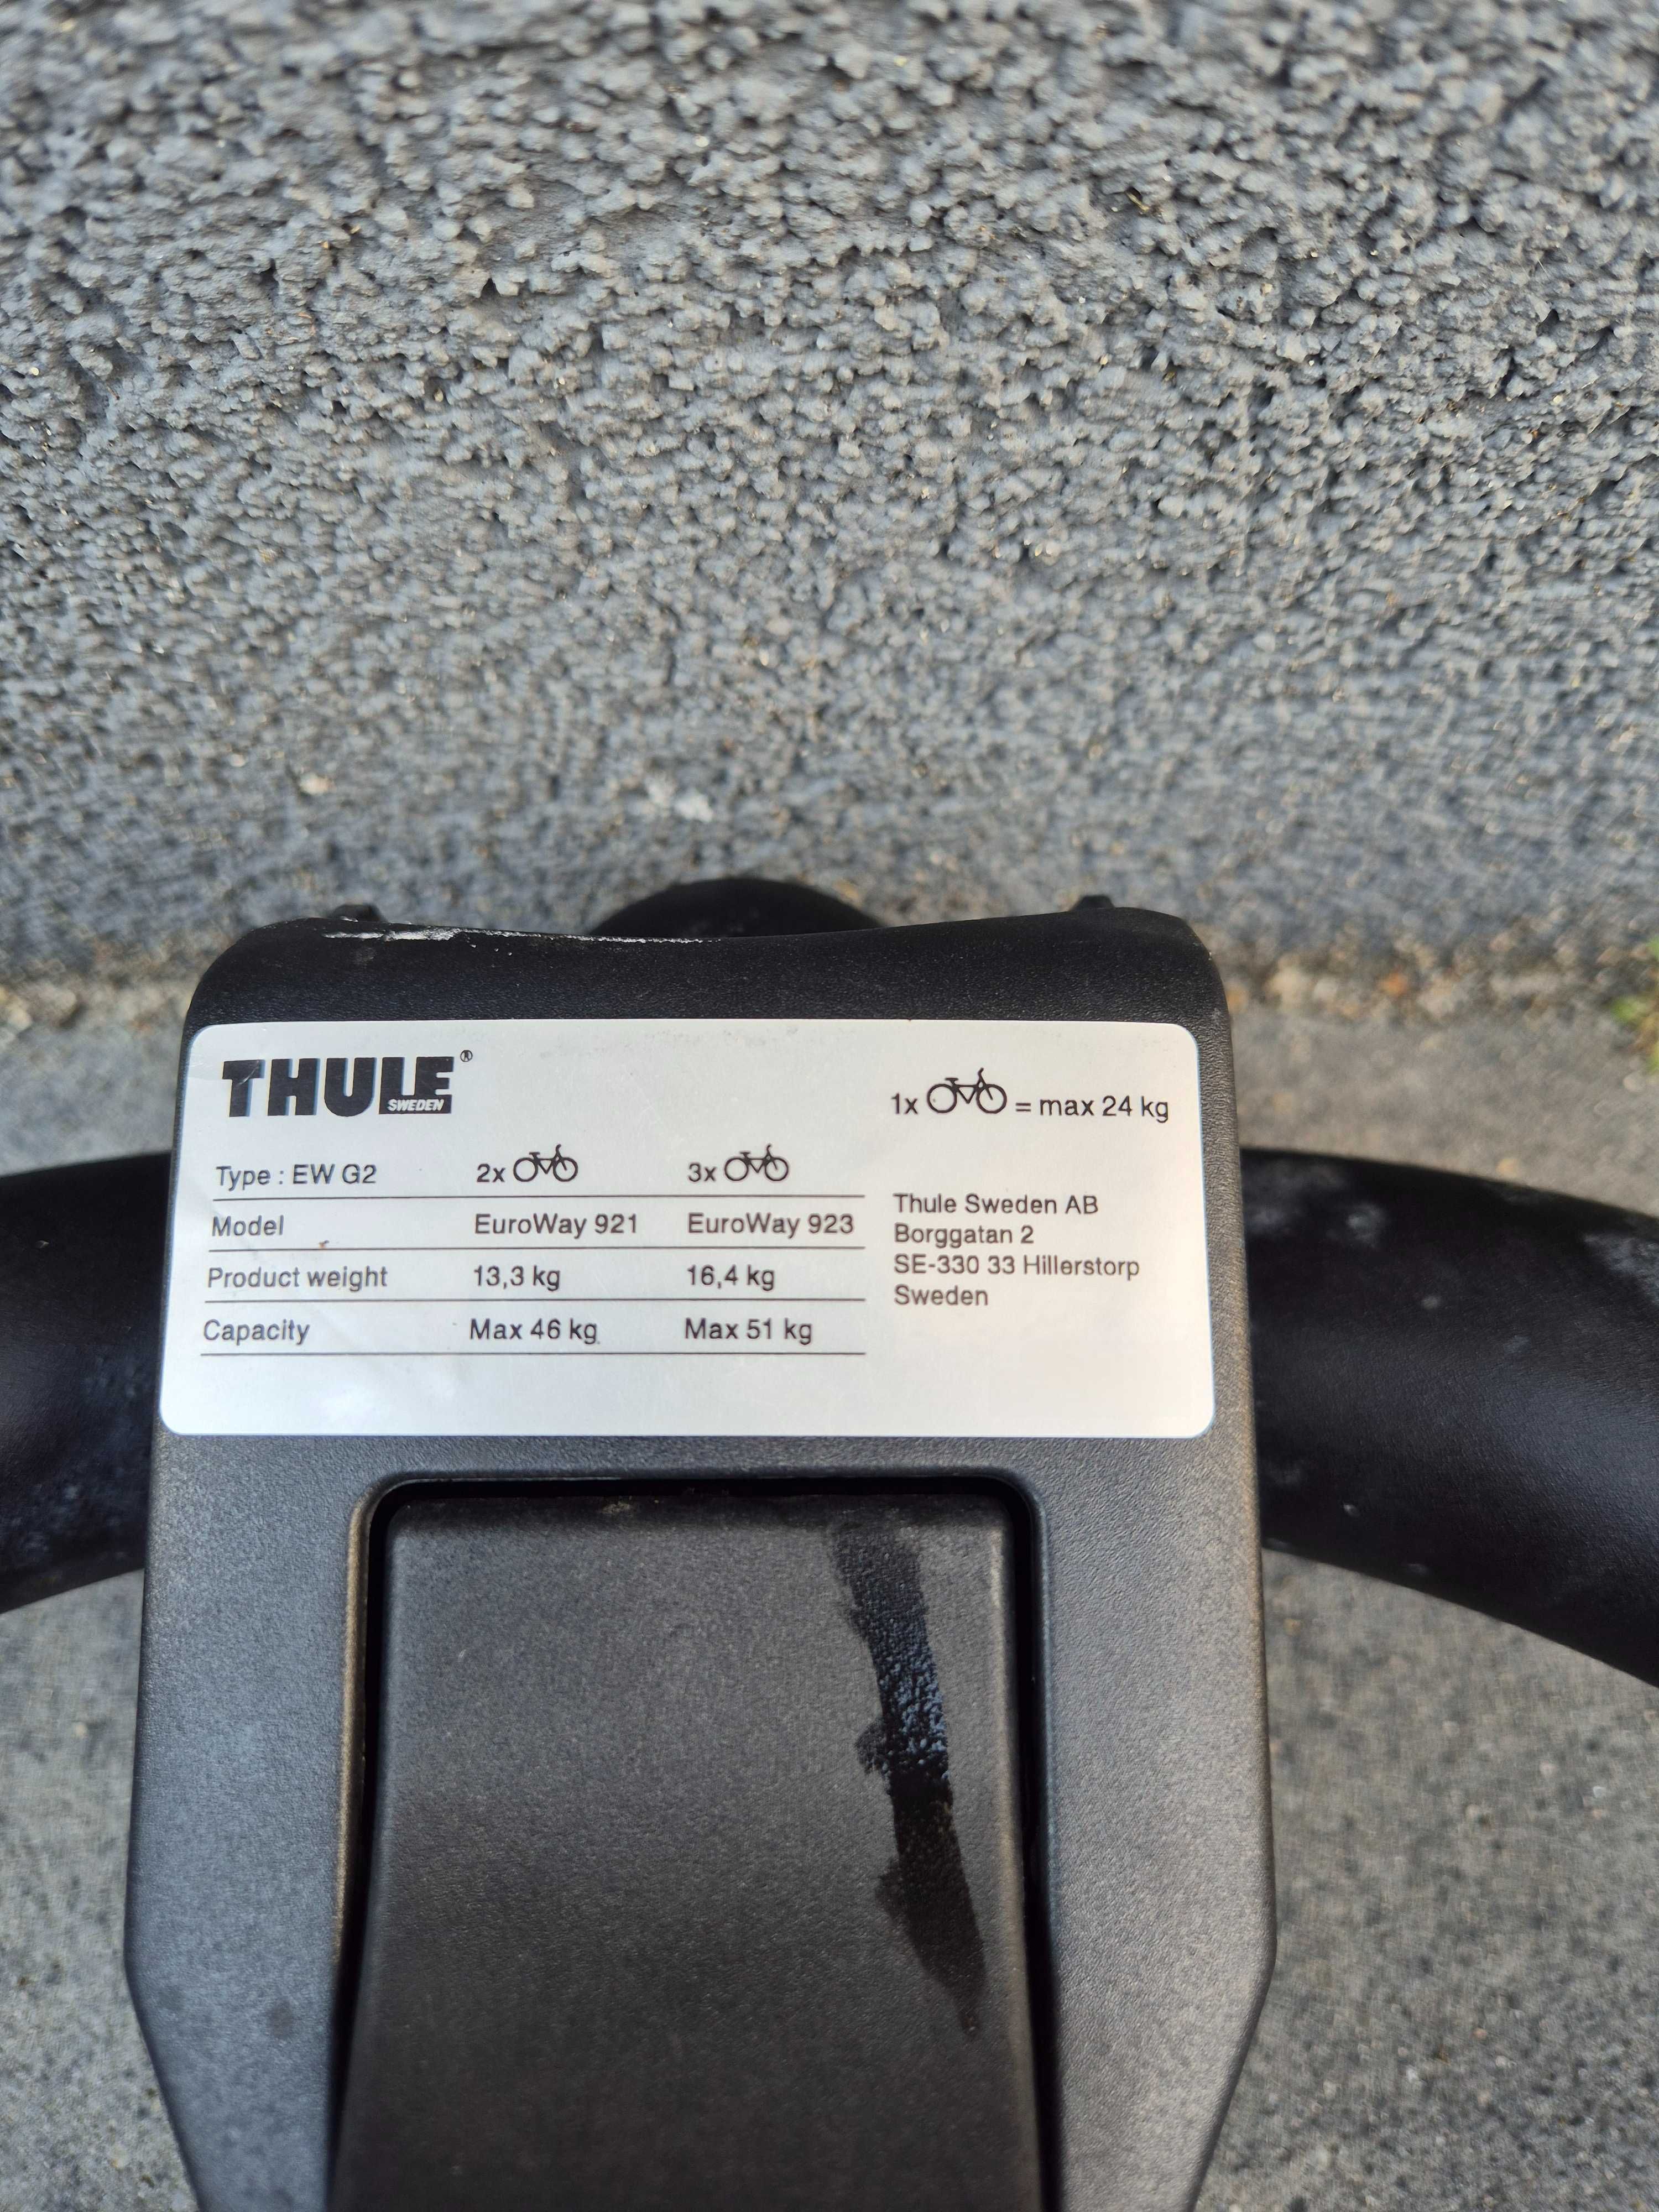 THULE®
SWEDEN
1x = max 24 kg
Type : EW G2 2x 3x
Model EuroWay 921 EuroWay 923
Product weight 13,3 kg 16,4 kg
Capacity Max 46 kg Max 51 kg
Thule Sweden AB
Borggatan 2
SE-330 33 Hillerstorp
Sweden